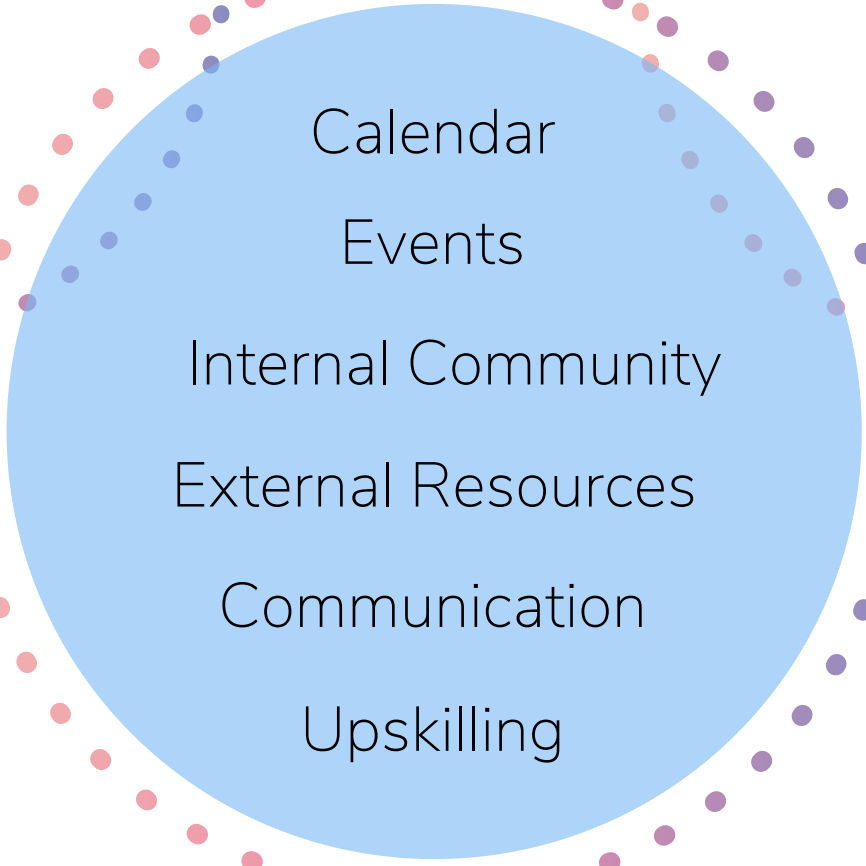 Calendar
Events
Internal Community
External Resources
Communication
Upskilling